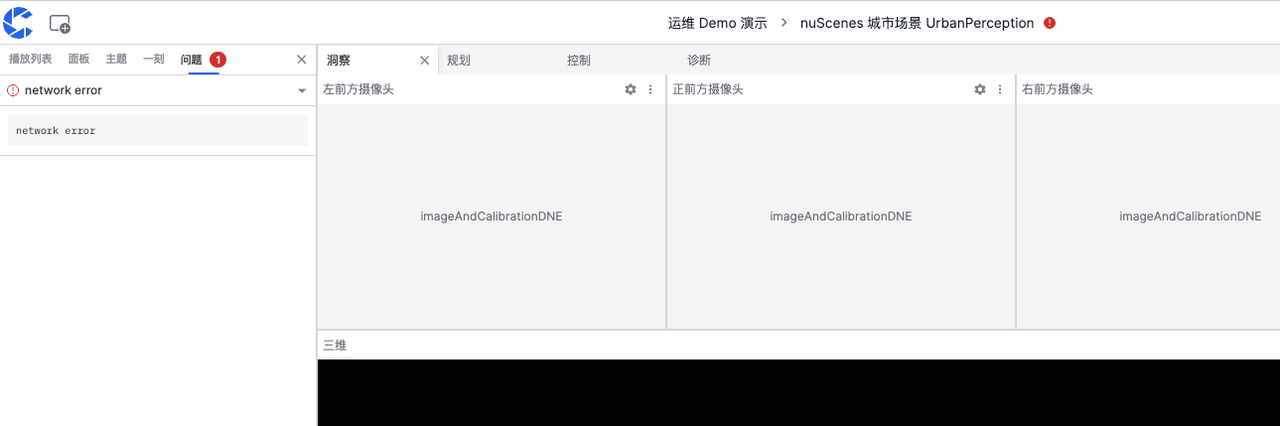 运维 Demo 演示 > nuScenes 城市场景 UrbanPerception
播放列表 面板 主题 一刻 问题 1
洞察 规划 控制 诊断
network error
network error
左前方摄像头 正前方摄像头 右前方摄像头
imageAndCalibrationDNE imageAndCalibrationDNE imageAndCalibrationDNE
三维